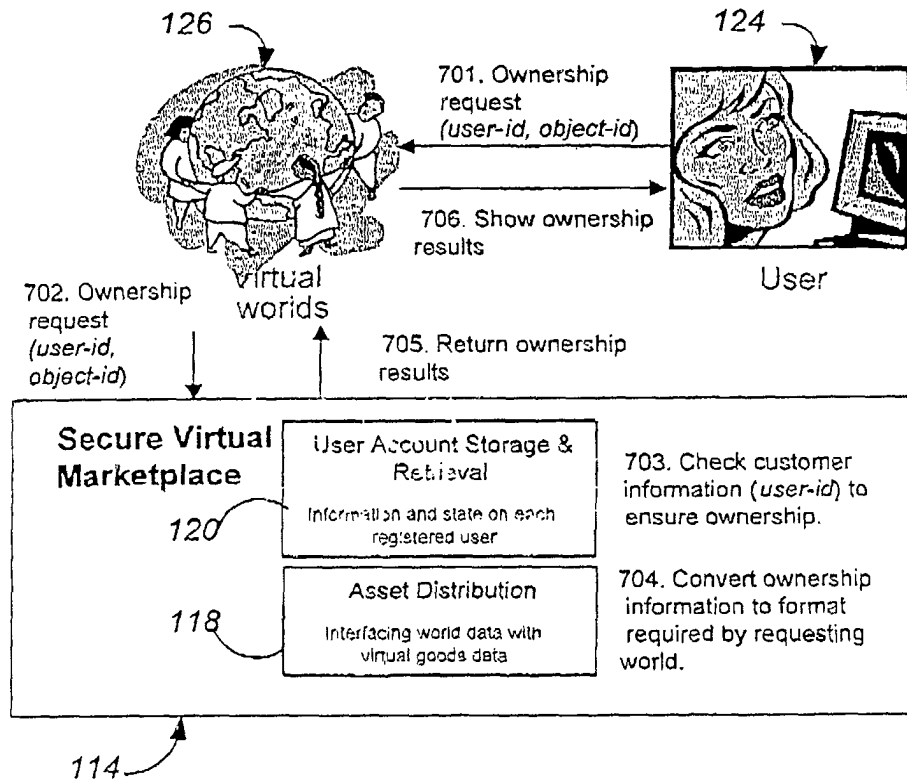 126
124
701. Ownership
request
(user-id, object-id)
706. Show ownership
results
Virtual
worlds
User
702. Ownership
request
(user-id,
object-id)
705. Return ownership
results
Secure Virtual
Marketplace
User Account Storage &
Retrieval
Information and state on each
registered user
120
703. Check customer
information (user-id) to
ensure ownership.
Asset Distribution
Interfacing world data with
virtual goods data
118
704. Convert ownership
information to format
required by requesting
world.
114